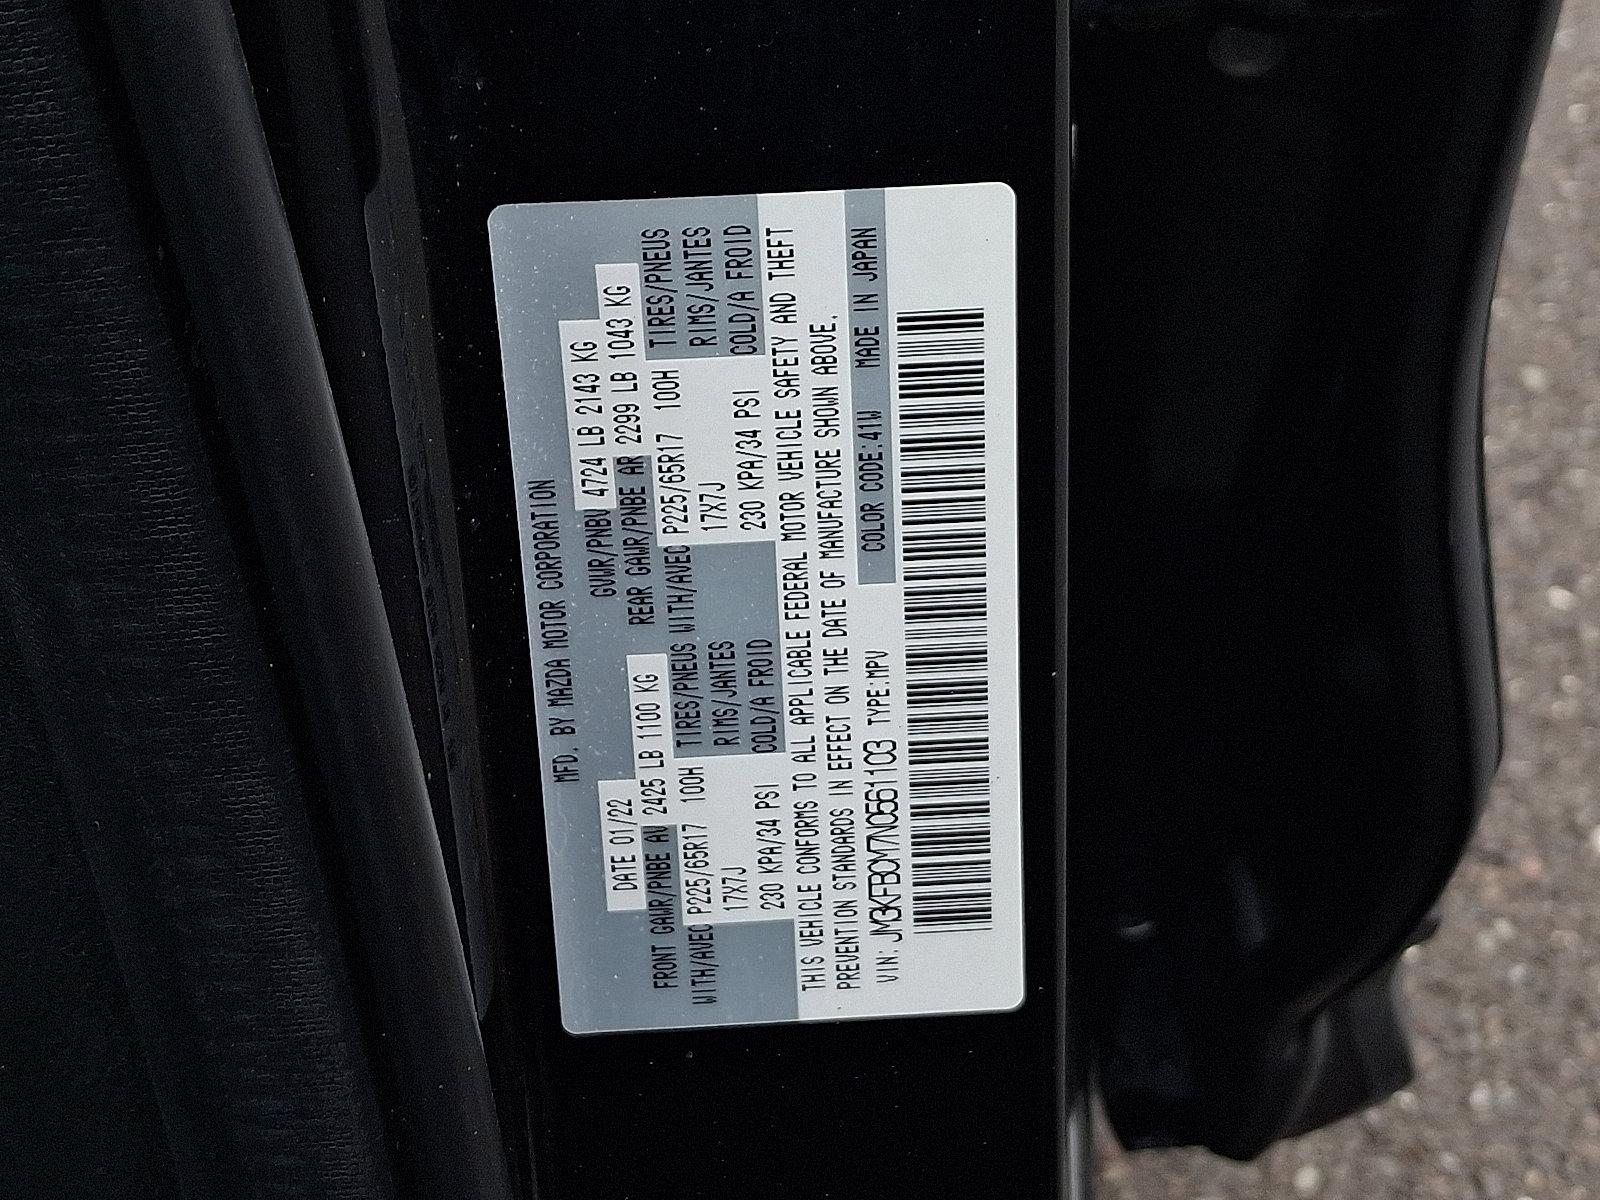 MFD. BY MAZDA MOTOR CORPORATION
DATE 01/22 GVWR/PNBV 4724 LB 2143 KG
FRONT GAWR/PNBE AV 2425 LB 1100 KG REAR GAWR/PNBE AR 2299 LB 1043 KG
WITH/AVEC P225/65R17 100H TIRES/PNEUS WITH/AVEC P225/65R17 100H TIRES/PNEUS
17X7J RIMS/JANTES 17X7J RIMS/JANTES
230 KPA/34 PSI COLD/A FROID 230 KPA/34 PSI COLD/A FROID
THIS VEHICLE CONFORMS TO ALL APPLICABLE FEDERAL MOTOR VEHICLE SAFETY AND THEFT
PREVENTION STANDARDS IN EFFECT ON THE DATE OF MANUFACTURE SHOWN ABOVE.
VIN: JM3KFBCM7N0561103 TYPE:MPV COLOR CODE:41W MADE IN JAPAN